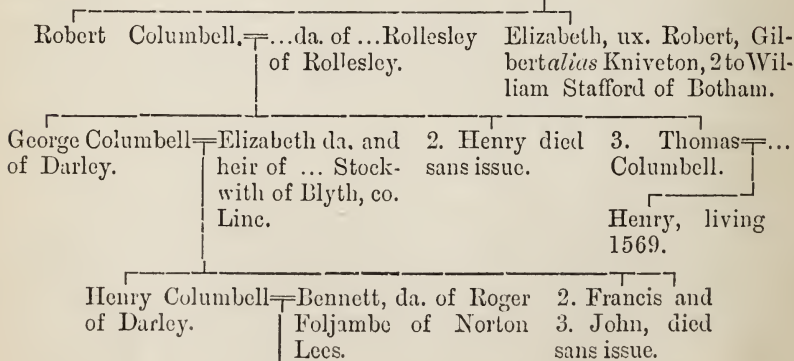 Robert Columbell.=...da. of ...Rollesley
of Rollesley.
Elizabeth, ux. Robert, Gil-
bert alias Kniveton, 2 to Wil-
liam Stafford of Botham.
George Columbell=Elizabeth da. and
of Darley.
heir of ... Stock-
with of Blyth, co.
Linc.
2. Henry died
sans issue.
3. Thomas=...
Columbell.
Henry, living
1569.
Henry Columbell=Bennett, da. of Roger
of Darley.
Foljambe of Norton
Lees.
2. Francis and
3. John, died
sans issue.